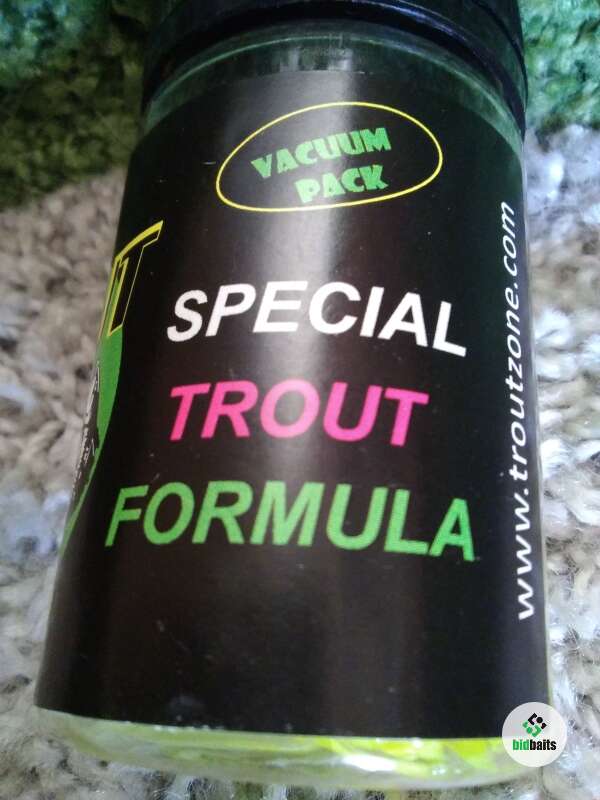 VACUUM
PACK
SPECIAL
TROUT
FORMULA
www.troutzone.com
bidbaits